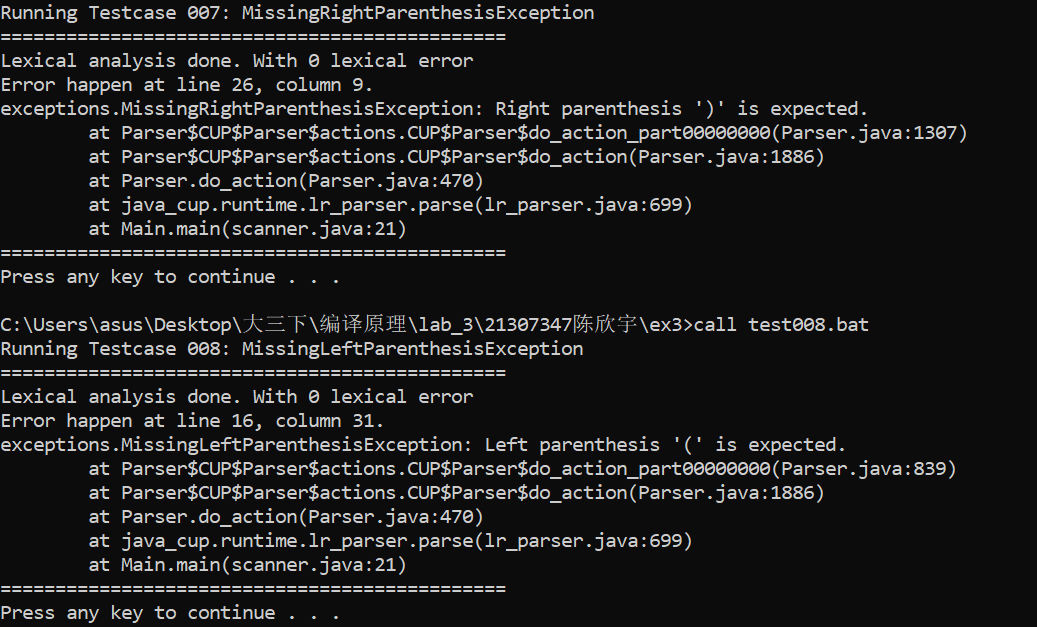 Running Testcase 007: MissingRightParenthesisException
==============================================
Lexical analysis done. With 0 lexical error
Error happen at line 26, column 9.
exceptions.MissingRightParenthesisException: Right parenthesis ')' is expected.
        at Parser$CUP$Parser$actions.CUP$Parser$do_action_part00000000(Parser.java:1307)
        at Parser$CUP$Parser$actions.CUP$Parser$do_action(Parser.java:1886)
        at Parser.do_action(Parser.java:470)
        at java_cup.runtime.lr_parser.parse(lr_parser.java:699)
        at Main.main(scanner.java:21)
==============================================
Press any key to continue . . .
C:\Users\asus\Desktop\大三下\编译原理\lab_3\21307347陈欣宇\ex3>call test008.bat
Running Testcase 008: MissingLeftParenthesisException
==============================================
Lexical analysis done. With 0 lexical error
Error happen at line 16, column 31.
exceptions.MissingLeftParenthesisException: Left parenthesis '(' is expected.
        at Parser$CUP$Parser$actions.CUP$Parser$do_action_part00000000(Parser.java:839)
        at Parser$CUP$Parser$actions.CUP$Parser$do_action(Parser.java:1886)
        at Parser.do_action(Parser.java:470)
        at java_cup.runtime.lr_parser.parse(lr_parser.java:699)
        at Main.main(scanner.java:21)
==============================================
Press any key to continue . . .